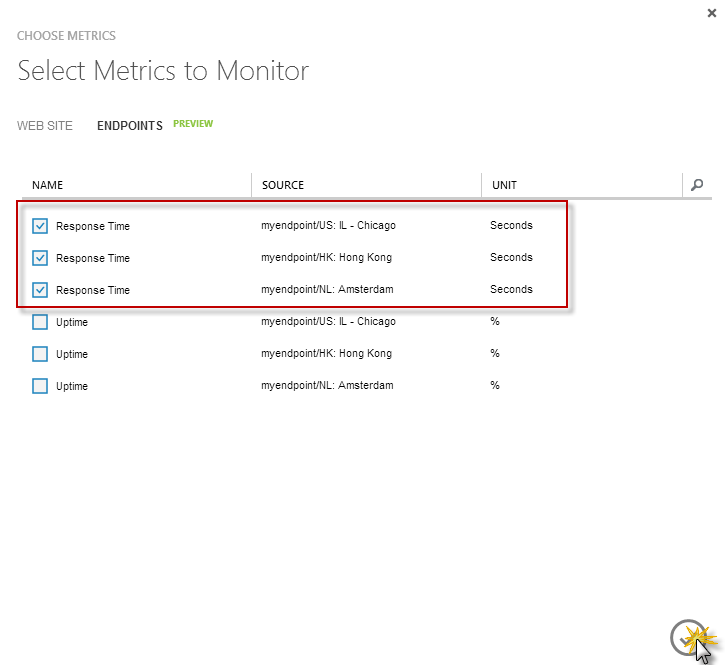 CHOOSE METRICS
Select Metrics to Monitor
WEB SITE ENDPOINTS PREVIEW
NAME SOURCE UNIT
Response Time myendpoint/US: IL - Chicago Seconds
Response Time myendpoint/HK: Hong Kong Seconds
Response Time myendpoint/NL: Amsterdam Seconds
Uptime myendpoint/US: IL - Chicago %
Uptime myendpoint/HK: Hong Kong %
Uptime myendpoint/NL: Amsterdam %